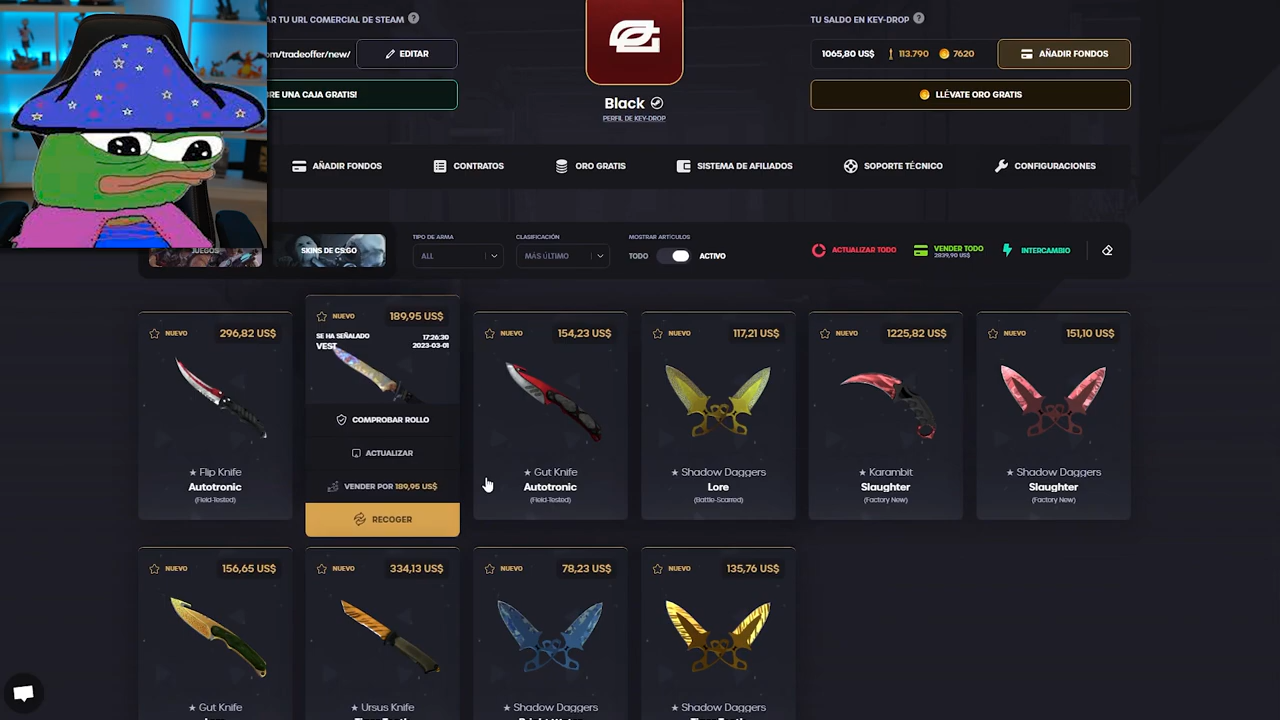 AR TU URL COMERCIAL DE STEAM ?
om/tradeoffer/new/
EDITAR
RE UNA CAJA GRATIS!
Black
PERFIL DE KEY-DROP
TU SALDO EN KEY-DROP ?
1065,80 US$ 113.790 7620
AÑADIR FONDOS
LLÉVATE ORO GRATIS
AÑADIR FONDOS
CONTRATOS
ORO GRATIS
SISTEMA DE AFILIADOS
SOPORTE TÉCNICO
CONFIGURACIONES
JUEGOS
SKINS DE CS:GO
TIPO DE ARMA
ALL
CLASIFICACIÓN
MÁS ÚLTIMO
MOSTRAR ARTÍCULOS
TODO
ACTIVO
ACTUALIZAR TODO
VENDER TODO
2839,90 US$
INTERCAMBIO
NUEVO 296,82 US$
★ Flip Knife
Autotronic
(Field-Tested)
NUEVO 189,95 US$
SE HA SEÑALADO 17:26:30
VEST 2023-03-01
COMPROBAR ROLLO
ACTUALIZAR
VENDER POR 189,95 US$
RECOGER
NUEVO 154,23 US$
★ Gut Knife
Autotronic
(Field-Tested)
NUEVO 117,21 US$
★ Shadow Daggers
Lore
(Battle-Scarred)
NUEVO 1225,82 US$
★ Karambit
Slaughter
(Factory New)
NUEVO 151,10 US$
★ Shadow Daggers
Slaughter
(Factory New)
NUEVO 156,65 US$
★ Gut Knife
NUEVO 334,13 US$
★ Ursus Knife
NUEVO 78,23 US$
★ Shadow Daggers
NUEVO 135,76 US$
★ Shadow Daggers